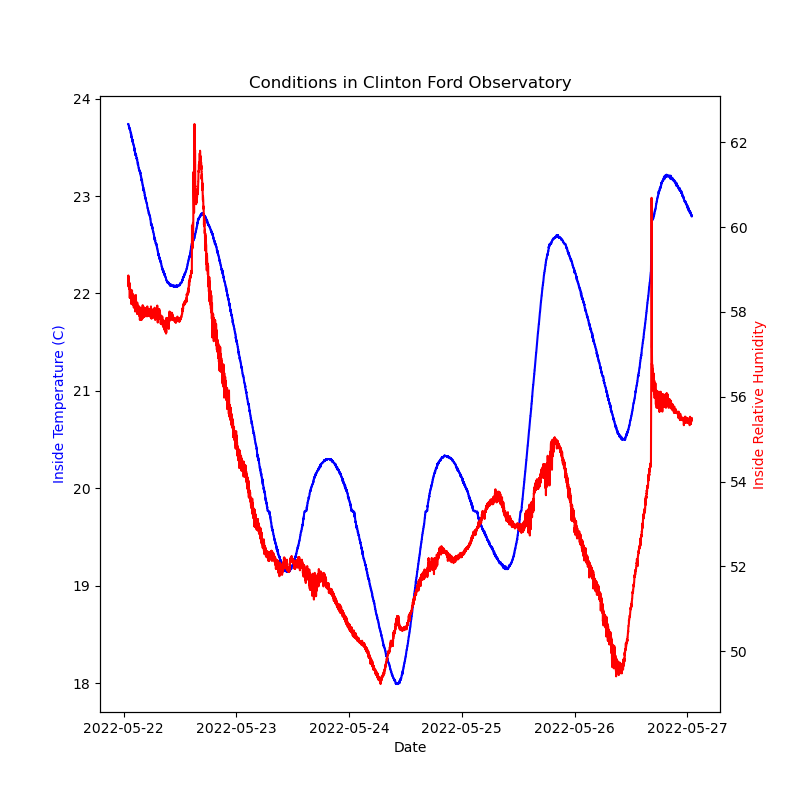 Conditions in Clinton Ford Observatory
24
23
22
21
20
19
18
Inside Temperature (C)
62
60
58
56
54
52
50
Inside Relative Humidity
2022-05-22 2022-05-23 2022-05-24 2022-05-25 2022-05-26 2022-05-27
Date